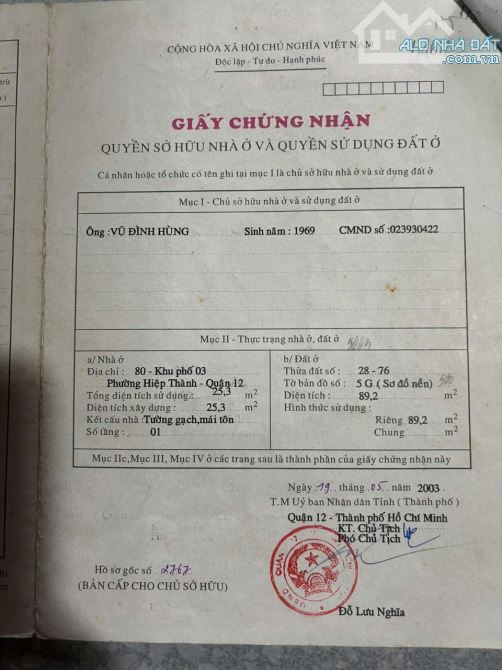 ALO NHÀ ĐẤT
.com.vn
CỘNG HÒA XÃ HỘI CHỦ NGHĨA VIỆT NAM
Độc lập - Tự do - Hạnh phúc
GIẤY CHỨNG NHẬN
QUYỀN SỞ HỮU NHÀ Ở VÀ QUYỀN SỬ DỤNG ĐẤT Ở
Cá nhân hoặc tổ chức có tên ghi tại mục I là chủ sở hữu nhà ở và sử dụng đất ở
Mục I - Chủ sở hữu nhà ở và sử dụng đất ở
Ông : VŨ ĐÌNH HÙNG Sinh năm : 1969 CMND số : 023930422
Mục II - Thực trạng nhà ở, đất ở
a/ Nhà ở
Địa chỉ : 80 - Khu phố 03
Phường Hiệp Thành - Quận 12
Tổng diện tích sử dụng : 25,3 m2
Diện tích xây dựng : 25,3 m2
Kết cấu nhà : Tường gạch,mái tôn
Số tầng : 01
b/ Đất ở
Thửa đất số : 28 - 76
Tờ bản đồ số : 5 G ( Sơ đồ nền)
Diện tích : 89,2 m2
Hình thức sử dụng :
Riêng 89,2 m2
Chung m2
Mục IIc,Mục III, Mục IV ở các trang sau là thành phần của giấy chứng nhận này
Ngày 19 tháng 05 năm 2003
T.M Uỷ ban Nhân dân Tỉnh ( Thành phố )
Quận 12 - Thành phố Hồ Chí Minh
KT. Chủ Tịch
Phó Chủ Tịch
Hồ sơ gốc số 2767
(BẢN CẤP CHO CHỦ SỞ HỮU)
Đỗ Lưu Nghĩa